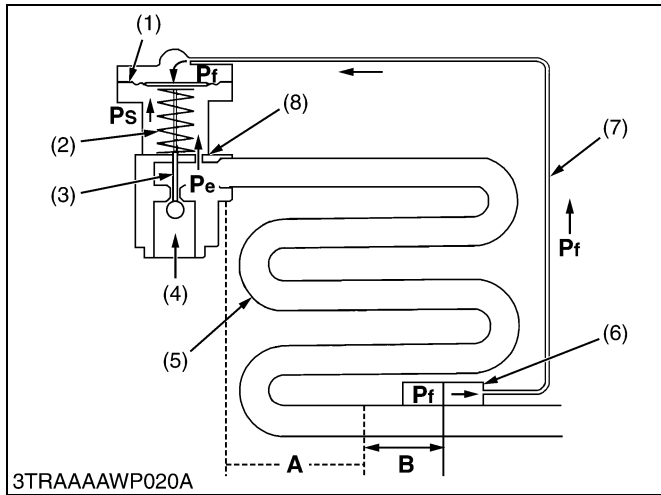 (1)
Pf
PS
(8)
(2)
(7)
(3)
Pe
Pf
(4)
(5)
(6)
Pf
A
B
3TRAAAAWP020A